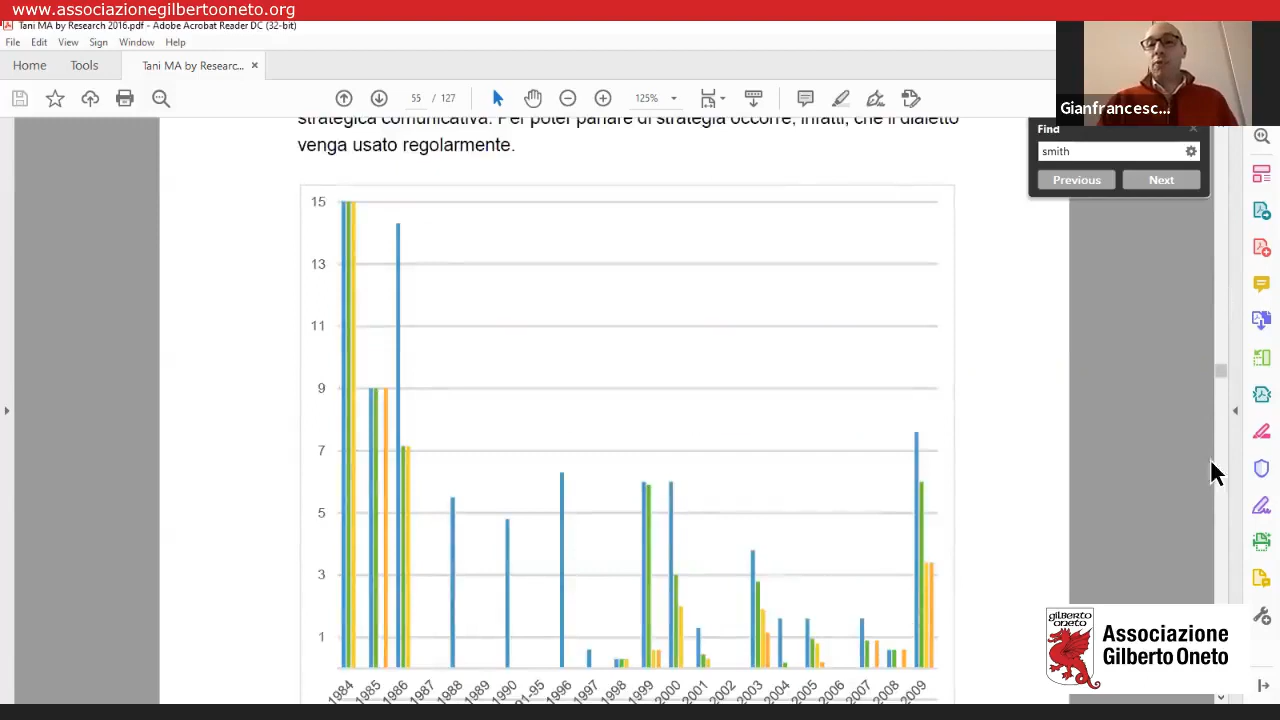 www.associazionegilbertooneto.org
Tani MA by Research 2016.pdf - Adobe Acrobat Reader DC (32-bit)
File Edit View Sign Window Help
Home Tools Tani MA by Researc... ×
55 / 127 125%
Gianfrancesc...
strategica comunicativa. Per poter parlare di strategia occorre, infatti, che il dialetto
venga usato regolarmente.
Find
smith
Previous Next
15
13
11
9
7
5
3
1
1984 1985 1986 1987 1988 1989 1990 91-95 1996 1997 1998 1999 2000 2001 2002 2003 2004 2005 2006 2007 2008 2009
gilberto
oneto
Associazione
Gilberto Oneto